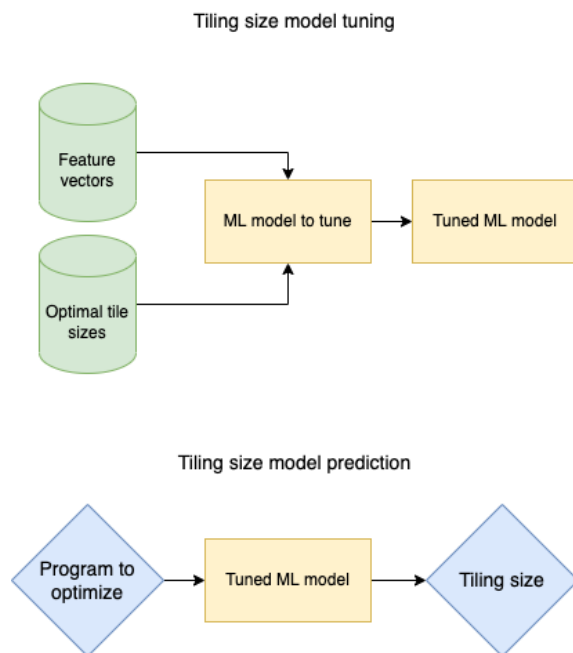 Tiling size model tuning
Feature
vectors
ML model to tune
Tuned ML model
Optimal tile
sizes
Tiling size model prediction
Program to
optimize
Tuned ML model
Tiling size